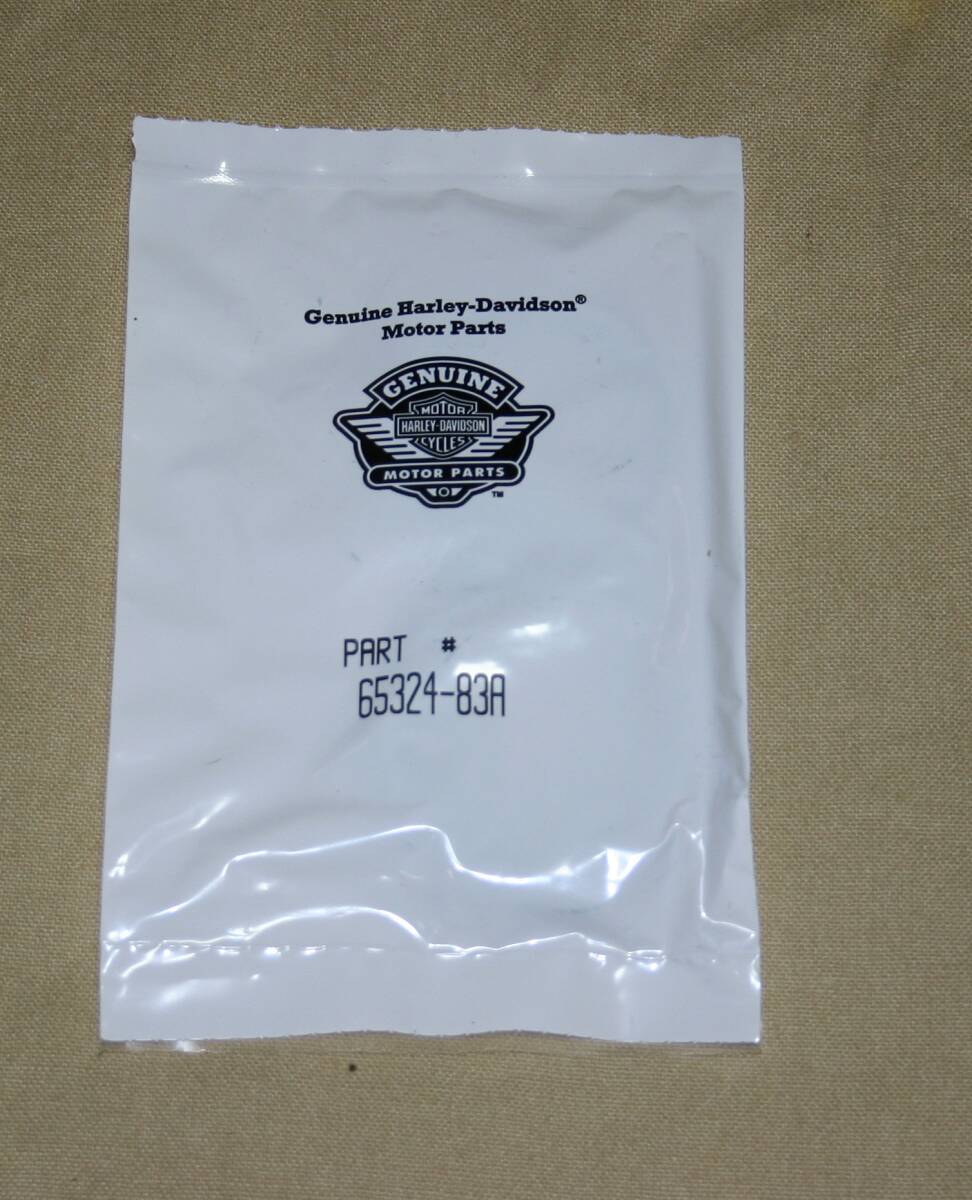 Genuine Harley-Davidson®
Motor Parts
GENUINE
MOTOR
HARLEY-DAVIDSON
CYCLES
MOTOR PARTS
TM
PART #
65324-83A